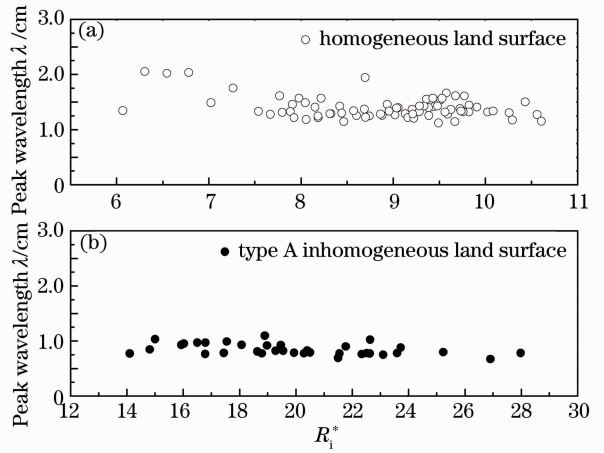 3.0
(a)
○ homogeneous land surface
2.0
1.0
0
Peak wavelength λ/cm
6 7 8 9 10 11
3.0
(b)
● type A inhomogeneous land surface
2.0
1.0
0
Peak wavelength λ/cm
12 14 16 18 20 22 24 26 28 30
R_i^*